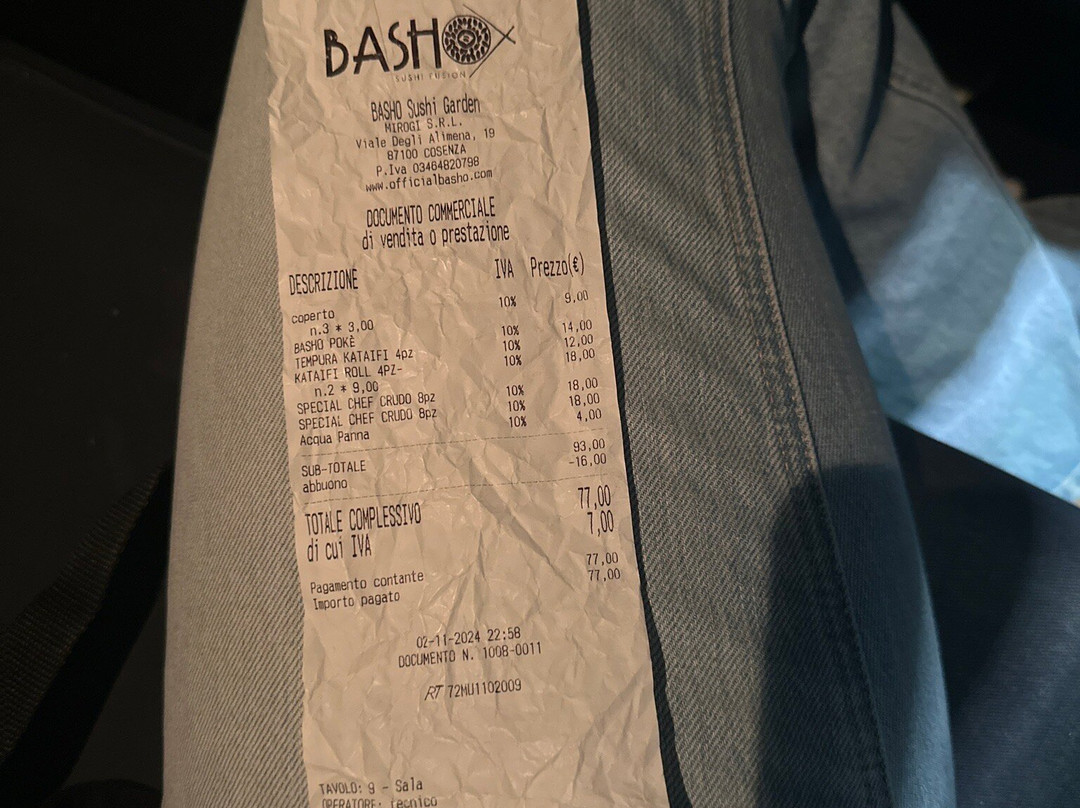 BASHO
SUSHI FUSION
BASHO Sushi Garden
MIROGI S.R.L.
Viale Degli Alimena, 19
87100 COSENZA
P.Iva 03464820798
www.officialbasho.com
DOCUMENTO COMMERCIALE
di vendita o prestazione
DESCRIZIONE IVA Prezzo(€)
coperto 10% 9,00
n.3 * 3,00
BASHO POKÈ 10% 14,00
TEMPURA KATAIFI 4pz 10% 12,00
KATAIFI ROLL 4PZ- 10% 18,00
n.2 * 9,00
SPECIAL CHEF CRUDO 8pz 10% 18,00
SPECIAL CHEF CRUDO 8pz 10% 18,00
Acqua Panna 10% 4,00
SUB-TOTALE 93,00
abbuono -16,00
TOTALE COMPLESSIVO 77,00
di cui IVA 7,00
Pagamento contante 77,00
Importo pagato 77,00
02-11-2024 22:58
DOCUMENTO N. 1008-0011
RT 72MU1102009
TAVOLO: 9 - Sala
OPERATORE: tecnico